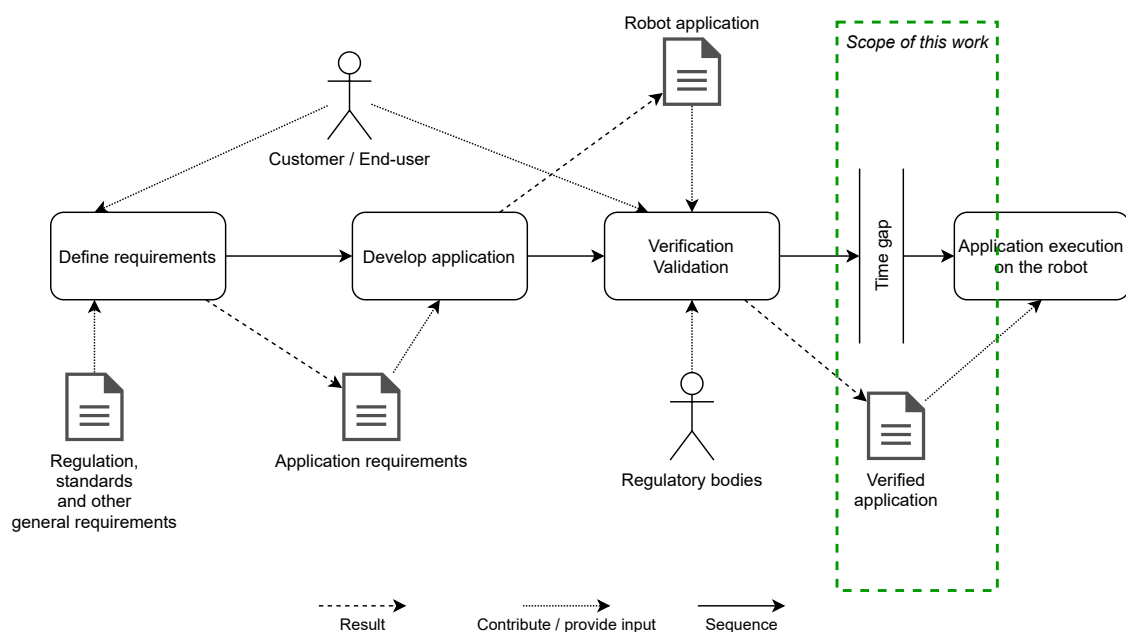 Robot application
Scope of this work
Customer / End-user
Define requirements
Develop application
Verification
Validation
Time gap
Application execution
on the robot
Regulation,
standards
and other
general requirements
Application requirements
Regulatory bodies
Verified
application
Result
Contribute / provide input
Sequence